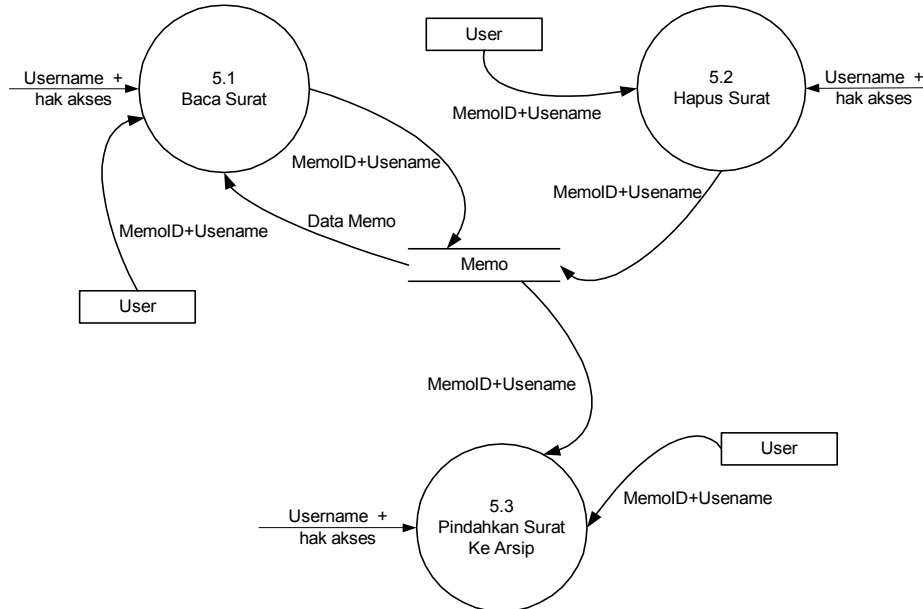 User
5.1
Baca Surat
Username +
hak akses
5.2
Hapus Surat
Username +
hak akses
MemoID+Usename
MemoID+Usename
MemoID+Usename
Data Memo
MemoID+Usename
Memo
User
MemoID+Usename
User
MemoID+Usename
5.3
Pindahkan Surat
Ke Arsip
Username +
hak akses